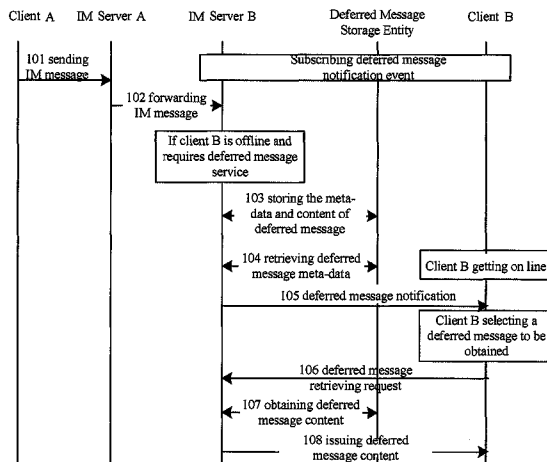 Client A
IM Server A
IM Server B
Deferred Message
Storage Entity
Client B
101 sending
IM message
Subscribing deferred message
notification event
102 forwarding
IM message
If client B is offline and
requires deferred message
service
103 storing the meta-
data and content of
deferred message
104 retrieving deferred
message meta-data
Client B getting on line
105 deferred message notification
Client B selecting a
deferred message to be
obtained
106 deferred message
retrieving request
107 obtaining deferred
message content
108 issuing deferred
message content